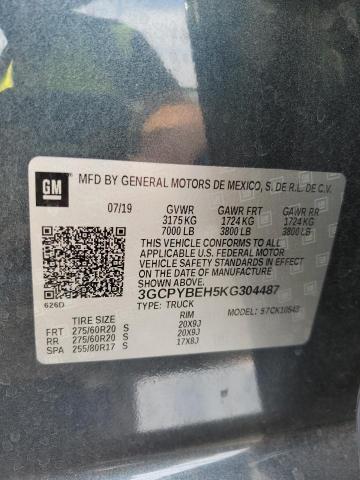 GM
MFD BY GENERAL MOTORS DE MEXICO, S. DE R.L. DE C.V.
07/19 GVWR GAWR FRT GAWR RR
3175 KG 1724 KG 1724 KG
7000 LB 3800 LB 3800 LB
THIS VEHICLE CONFORMS TO ALL
APPLICABLE U.S. FEDERAL MOTOR
VEHICLE SAFETY STANDARDS IN
EFFECT ON THE DATE OF MANUFACTURE
SHOWN ABOVE.
3GCPYBEH5KG304487
626D TYPE: TRUCK MODEL: 57CK10543
TIRE SIZE RIM
FRT 275/60R20 S 20X9J
RR 275/60R20 S 20X9J
SPA 255/80R17 S 17X8J